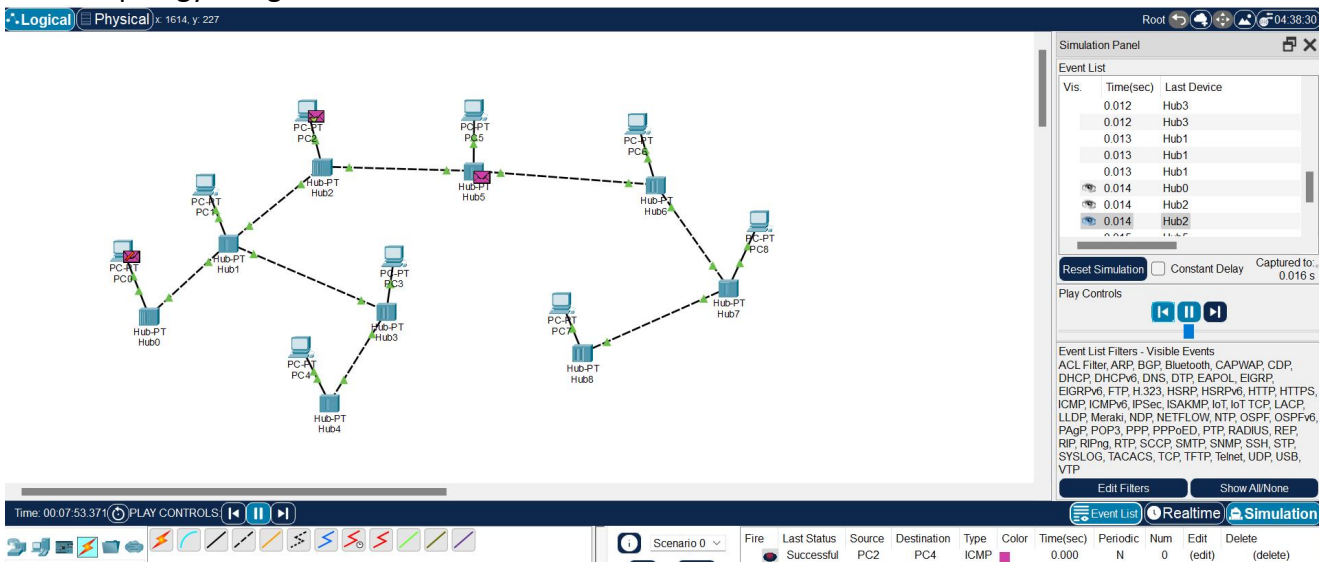 Logical Physical x: 1614, y: 227 Root 04:38:30
PC-PT
PC2
PC-PT
PC5
PC-PT
PC6
Hub-PT
Hub2
Hub-PT
Hub5
Hub-PT
Hub6
PC-PT
PC1
PC-PT
PC8
Hub-PT
Hub1
PC-PT
PC0
PC-PT
PC3
Hub-PT
Hub7
PC-PT
PC7
Hub-PT
Hub0
Hub-PT
Hub3
PC-PT
PC4
Hub-PT
Hub8
Hub-PT
Hub4
Simulation Panel
Event List
Vis. Time(sec) Last Device
0.012 Hub3
0.012 Hub3
0.013 Hub1
0.013 Hub1
0.013 Hub1
0.014 Hub0
0.014 Hub2
0.014 Hub2
Reset Simulation Constant Delay Captured to:
0.016 s
Play Controls
Event List Filters - Visible Events
ACL Filter, ARP, BGP, Bluetooth, CAPWAP, CDP,
DHCP, DHCPv6, DNS, DTP, EAPOL, EIGRP,
EIGRPv6, FTP, H.323, HSRP, HSRPv6, HTTP, HTTPS,
ICMP, ICMPv6, IPSec, ISAKMP, IoT, IoT TCP, LACP,
LLDP, Meraki, NDP, NETFLOW, NTP, OSPF, OSPFv6,
PAgP, POP3, PPP, PPPoED, PTP, RADIUS, REP,
RIP, RIPng, RTP, SCCP, SMTP, SNMP, SSH, STP,
SYSLOG, TACACS, TCP, TFTP, Telnet, UDP, USB,
VTP
Edit Filters Show All/None
Time: 00:07:53.371 PLAY CONTROLS: Event List Realtime Simulation
Scenario 0 Fire Last Status Source Destination Type Color Time(sec) Periodic Num Edit Delete
Successful PC2 PC4 ICMP 0.000 N 0 (edit) (delete)